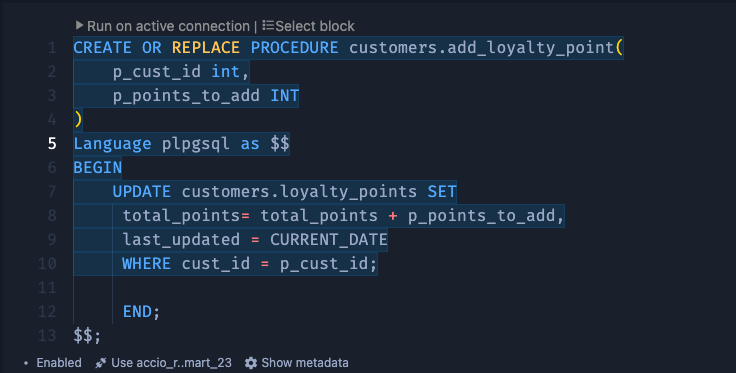 Run on active connection | Select block
1 CREATE OR REPLACE PROCEDURE customers.add_loyalty_point(
2 p_cust_id int,
3 p_points_to_add INT
4 )
5 Language plpgsql as $$
6 BEGIN
7 UPDATE customers.loyalty_points SET
8 total_points= total_points + p_points_to_add,
9 last_updated = CURRENT_DATE
10 WHERE cust_id = p_cust_id;
11
12 END;
13 $$;
• Enabled Use accio_r..mart_23 Show metadata